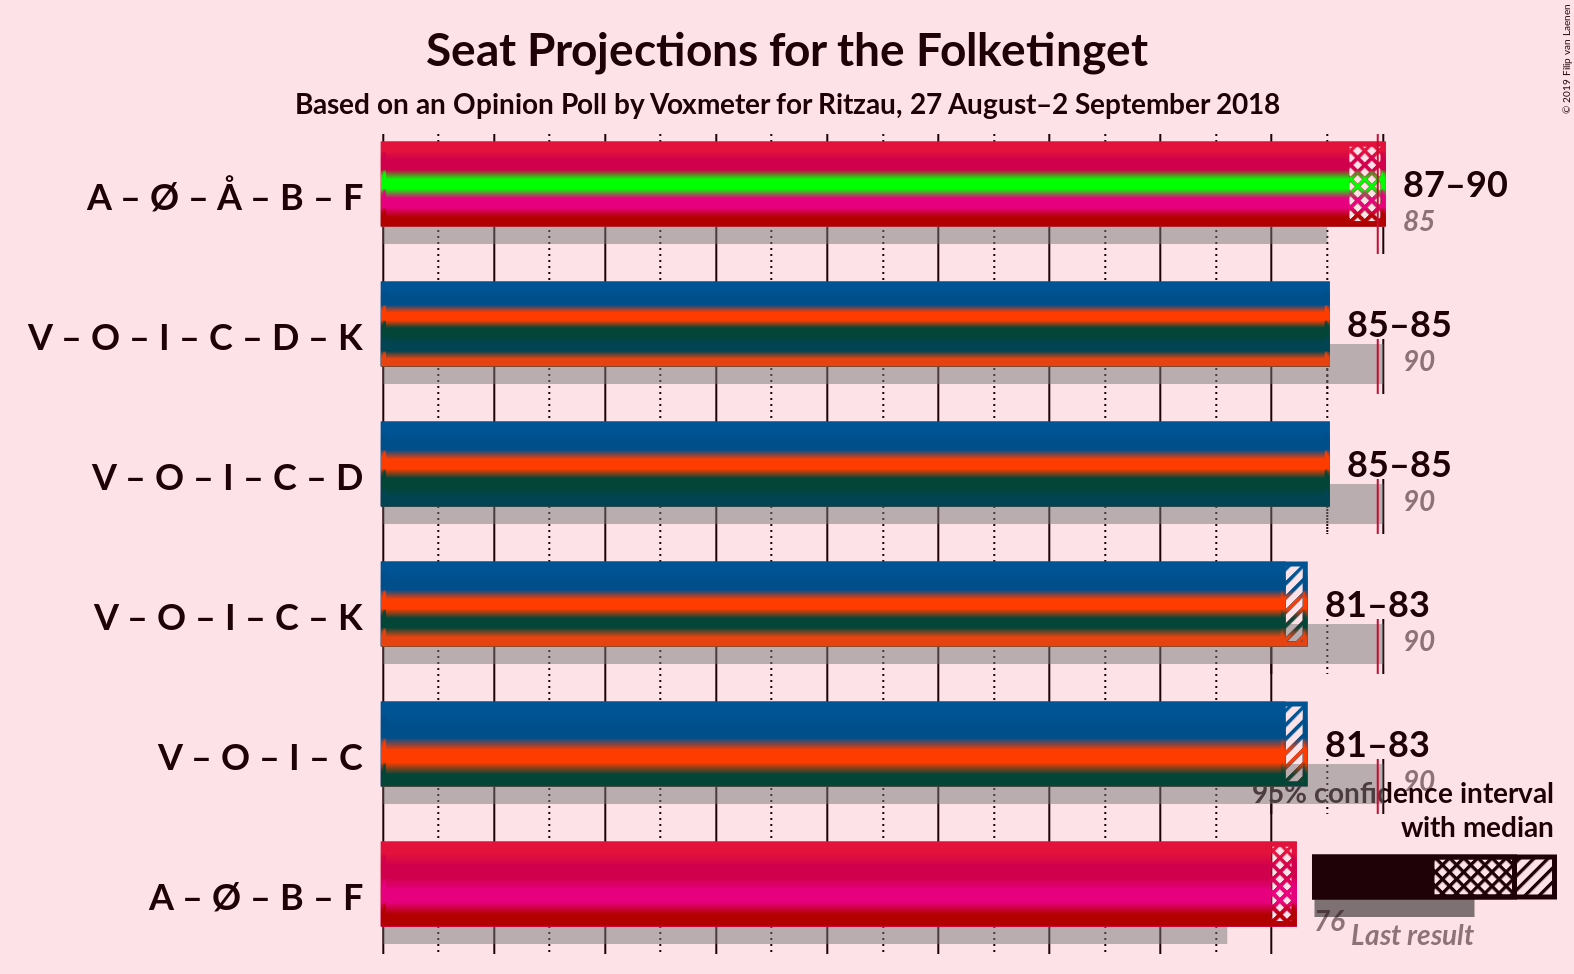 Seat Projections for the Folketinget
Based on an Opinion Poll by Voxmeter for Ritzau, 27 August–2 September 2018
© 2019 Filip van Laenen
A – Ø – Å – B – F
87–90
85
V – O – I – C – D – K
85–85
90
V – O – I – C – D
85–85
90
V – O – I – C – K
81–83
90
V – O – I – C
81–83
90
95% confidence interval
with median
A – Ø – B – F
76
Last result